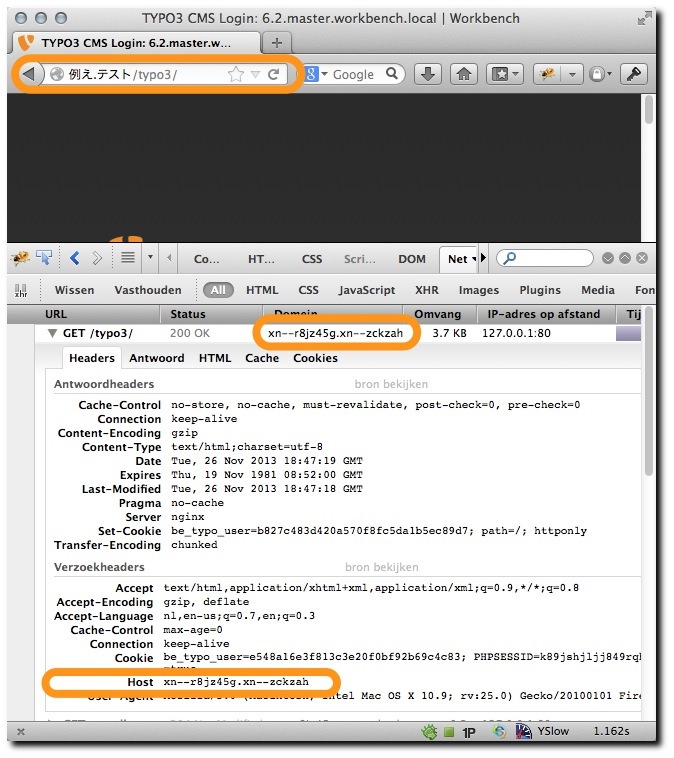 TYPO3 CMS Login: 6.2.master.workbench.local | Workbench
TYPO3 CMS Login: 6.2.master.w...
例え.テスト/typo3/
Google
Co... HT... CSS Scri... DOM Net
xhr Wissen Vasthouden All HTML CSS JavaScript XHR Images Plugins Media Fon
URL Status Domein Omvang IP-adres op afstand Tij
GET /typo3/ 200 OK xn--r8jz45g.xn--zckzah 3.7 KB 127.0.0.1:80
Headers Antwoord HTML Cache Cookies
Antwoordheaders bron bekijken
Cache-Control no-store, no-cache, must-revalidate, post-check=0, pre-check=0
Connection keep-alive
Content-Encoding gzip
Content-Type text/html;charset=utf-8
Date Tue, 26 Nov 2013 18:47:19 GMT
Expires Thu, 19 Nov 1981 08:52:00 GMT
Last-Modified Tue, 26 Nov 2013 18:47:18 GMT
Pragma no-cache
Server nginx
Set-Cookie be_typo_user=b827c483d420a570f8fc5da1b5ec89d7; path=/; httponly
Transfer-Encoding chunked
Verzoekheaders bron bekijken
Accept text/html,application/xhtml+xml,application/xml;q=0.9,*/*;q=0.8
Accept-Encoding gzip, deflate
Accept-Language nl,en-us;q=0.7,en;q=0.3
Cache-Control max-age=0
Connection keep-alive
Cookie be_typo_user=e548a16e3f813c3e20f0bf92b69c4c83; PHPSESSID=k89jshjljj849rqh
Host xn--r8jz45g.xn--zckzah
User-Agent Mozilla/5.0 (Macintosh; Intel Mac OS X 10.9; rv:25.0) Gecko/20100101 Fire
1P YSlow 1.162s